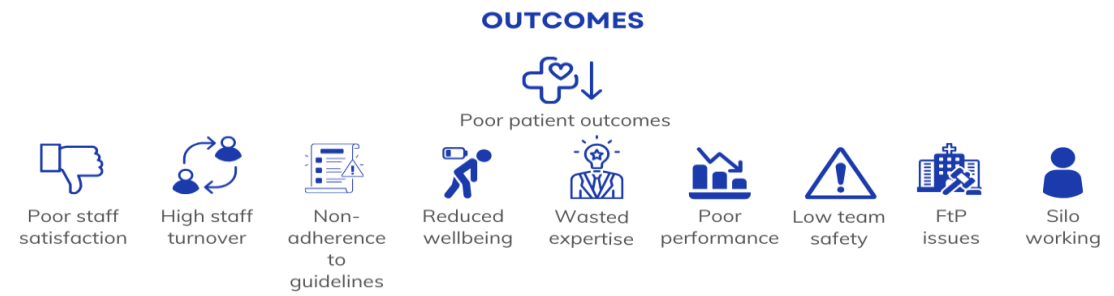 OUTCOMES
Poor patient outcomes
Poor staff
satisfaction
High staff
turnover
Non-
adherence
to
guidelines
Reduced
wellbeing
Wasted
expertise
Poor
performance
Low team
safety
FtP
issues
Silo
working